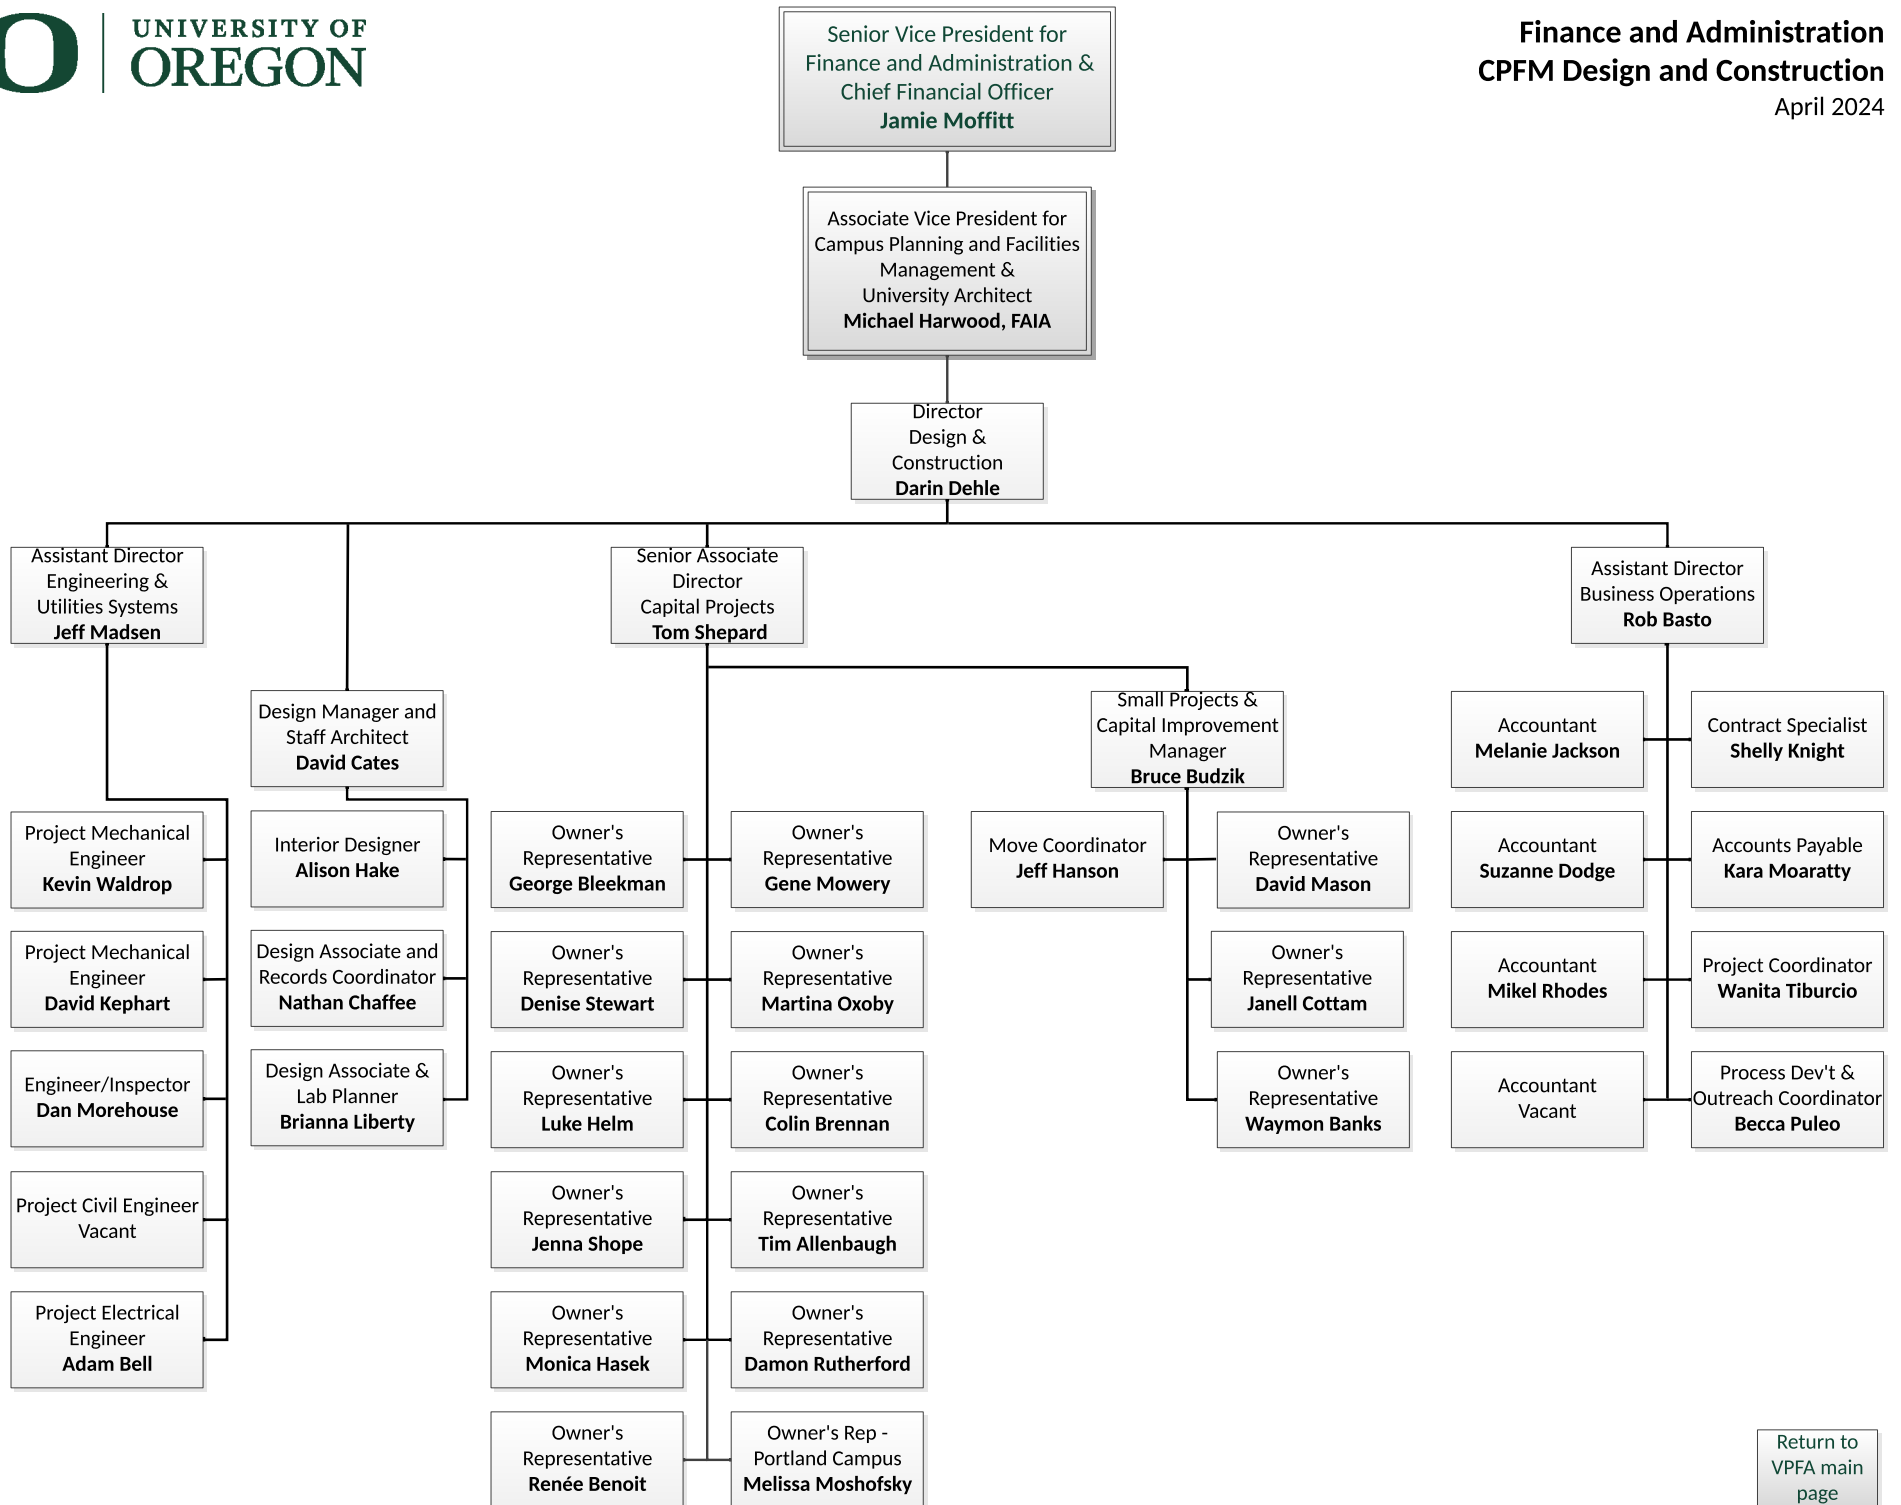 UNIVERSITY OF
OREGON
Finance and Administration
CPFM Design and Construction
April 2024
Senior Vice President for
Finance and Administration &
Chief Financial Officer
Jamie Moffitt
Associate Vice President for
Campus Planning and Facilities
Management &
University Architect
Michael Harwood, FAIA
Director
Design &
Construction
Darin Dehle
Assistant Director
Engineering &
Utilities Systems
Jeff Madsen
Senior Associate
Director
Capital Projects
Tom Shepard
Assistant Director
Business Operations
Rob Basto
Design Manager and
Staff Architect
David Cates
Small Projects &
Capital Improvement
Manager
Bruce Budzik
Accountant
Melanie Jackson
Contract Specialist
Shelly Knight
Project Mechanical
Engineer
Kevin Waldrop
Interior Designer
Alison Hake
Owner's
Representative
George Bleekman
Owner's
Representative
Gene Mowery
Move Coordinator
Jeff Hanson
Owner's
Representative
David Mason
Accountant
Suzanne Dodge
Accounts Payable
Kara Moaratty
Project Mechanical
Engineer
David Kephart
Design Associate and
Records Coordinator
Nathan Chaffee
Owner's
Representative
Denise Stewart
Owner's
Representative
Martina Oxoby
Owner's
Representative
Janell Cottam
Accountant
Mikel Rhodes
Project Coordinator
Wanita Tiburcio
Engineer/Inspector
Dan Morehouse
Design Associate &
Lab Planner
Brianna Liberty
Owner's
Representative
Luke Helm
Owner's
Representative
Colin Brennan
Owner's
Representative
Waymon Banks
Accountant
Vacant
Process Dev't &
Outreach Coordinator
Becca Puleo
Project Civil Engineer
Vacant
Owner's
Representative
Jenna Shope
Owner's
Representative
Tim Allenbaugh
Project Electrical
Engineer
Adam Bell
Owner's
Representative
Monica Hasek
Owner's
Representative
Damon Rutherford
Owner's
Representative
Renée Benoit
Owner's Rep -
Portland Campus
Melissa Moshofsky
Return to
VPFA main
page